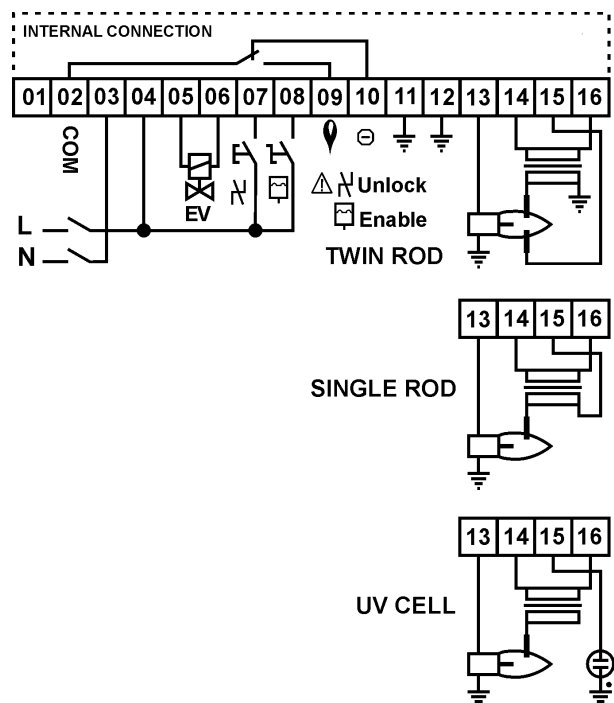 INTERNAL CONNECTION
01 02 03 04 05 06 07 08 09 10 11 12 13 14 15 16
COM
EV
Unlock
Enable
L
N
TWIN ROD
13 14 15 16
SINGLE ROD
13 14 15 16
UV CELL